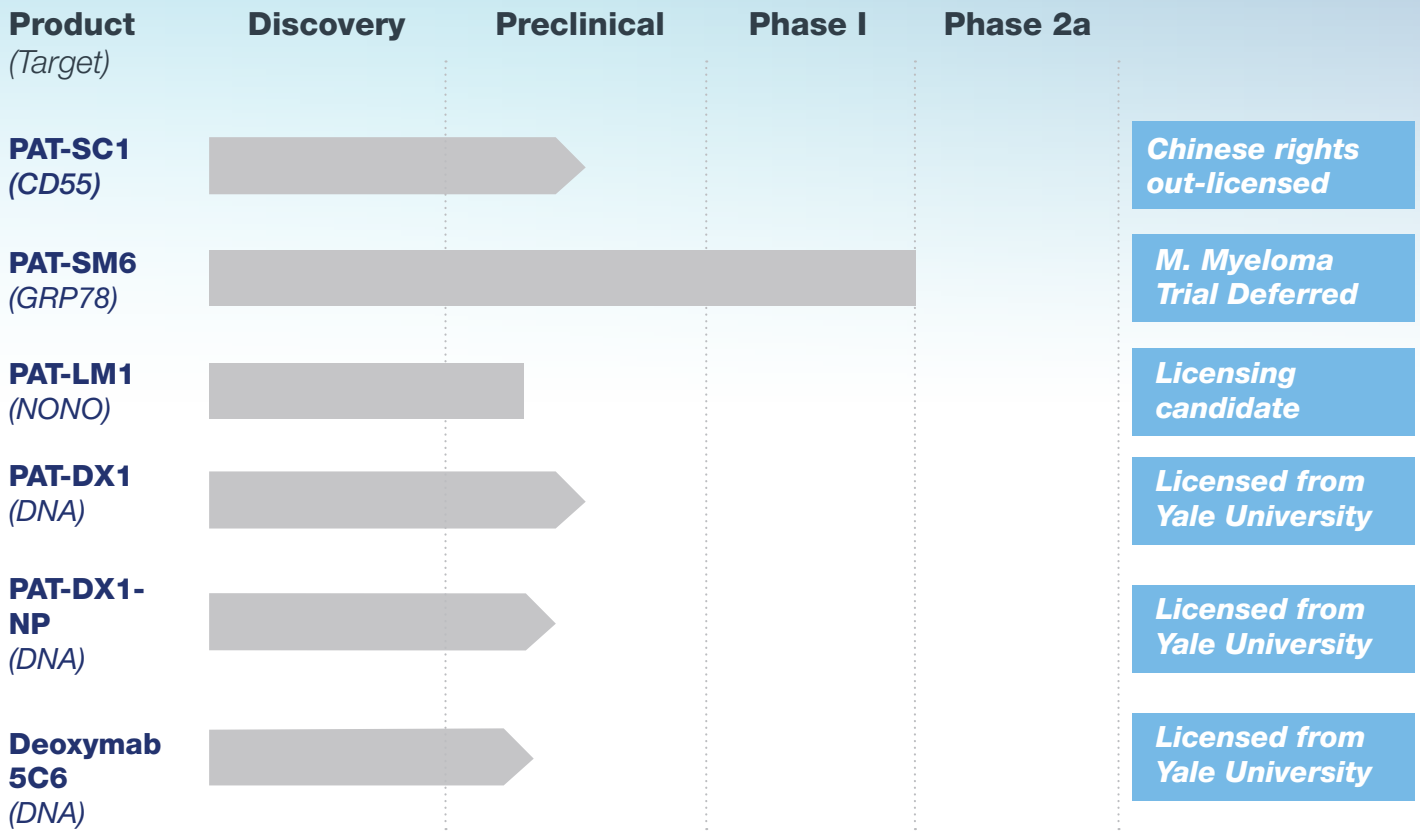 Product Discovery Preclinical Phase I Phase 2a
(Target)
PAT-SC1
(CD55)
Chinese rights
out-licensed
PAT-SM6
(GRP78)
M. Myeloma
Trial Deferred
PAT-LM1
(NONO)
Licensing
candidate
PAT-DX1
(DNA)
Licensed from
Yale University
PAT-DX1-
NP
(DNA)
Licensed from
Yale University
Deoxymab
5C6
(DNA)
Licensed from
Yale University